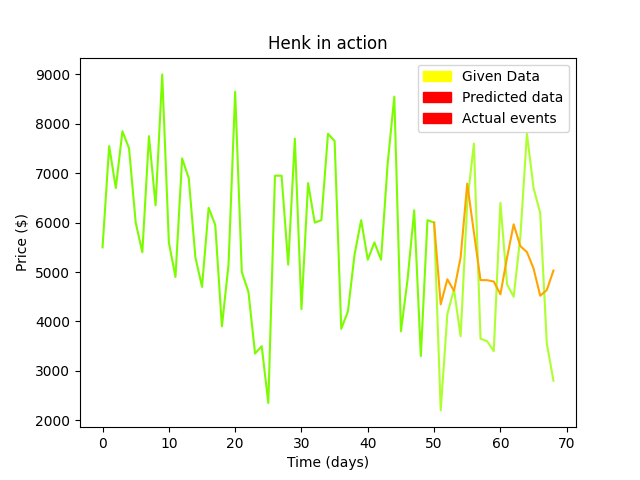 Henk in action
Given Data
Predicted data
Actual events
9000
8000
7000
6000
5000
4000
3000
2000
Price ($)
0 10 20 30 40 50 60 70
Time (days)